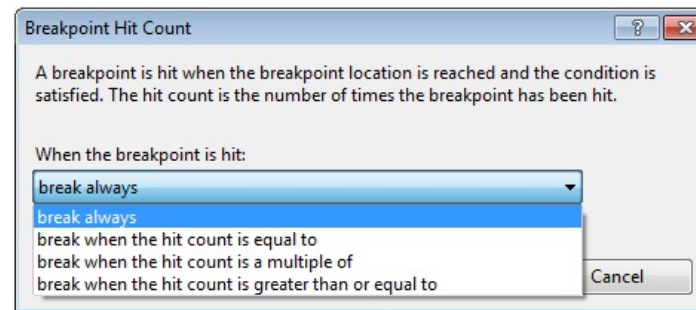 Breakpoint Hit Count
A breakpoint is hit when the breakpoint location is reached and the condition is
satisfied. The hit count is the number of times the breakpoint has been hit.
When the breakpoint is hit:
break always
break always
break when the hit count is equal to
break when the hit count is a multiple of
break when the hit count is greater than or equal to
Cancel